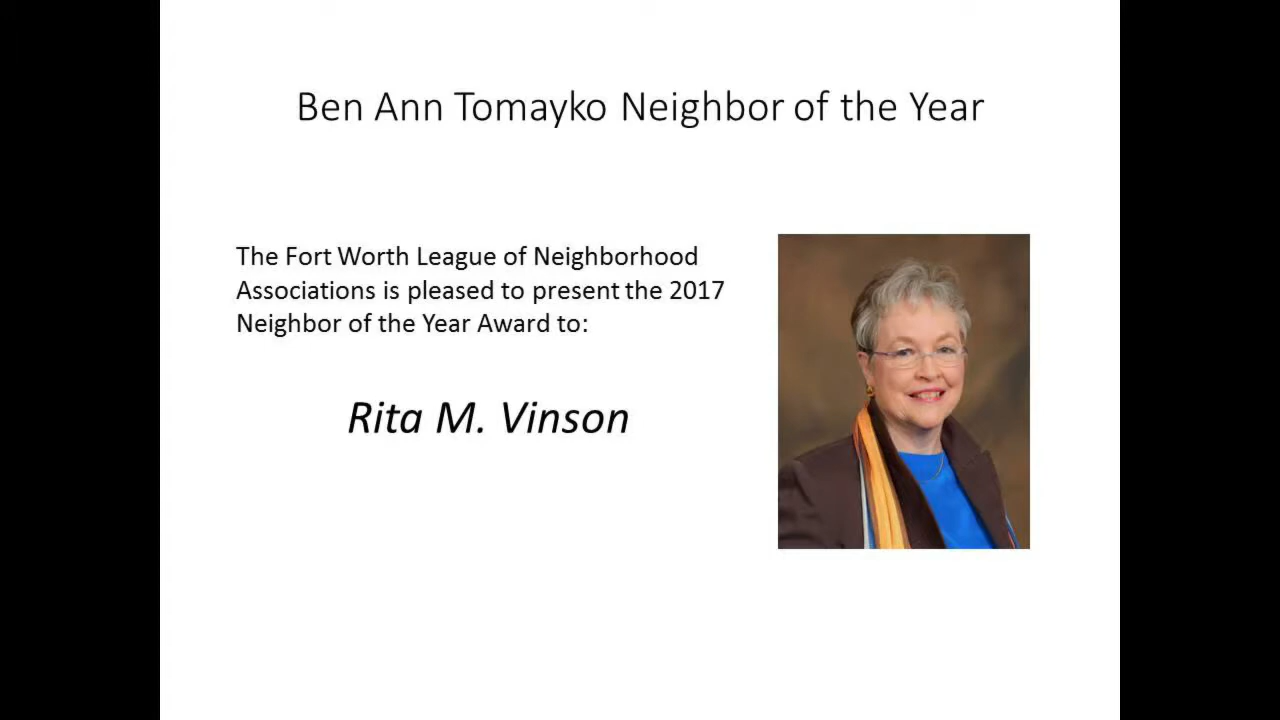 Ben Ann Tomayko Neighbor of the Year
The Fort Worth League of Neighborhood
Associations is pleased to present the 2017
Neighbor of the Year Award to:
Rita M. Vinson